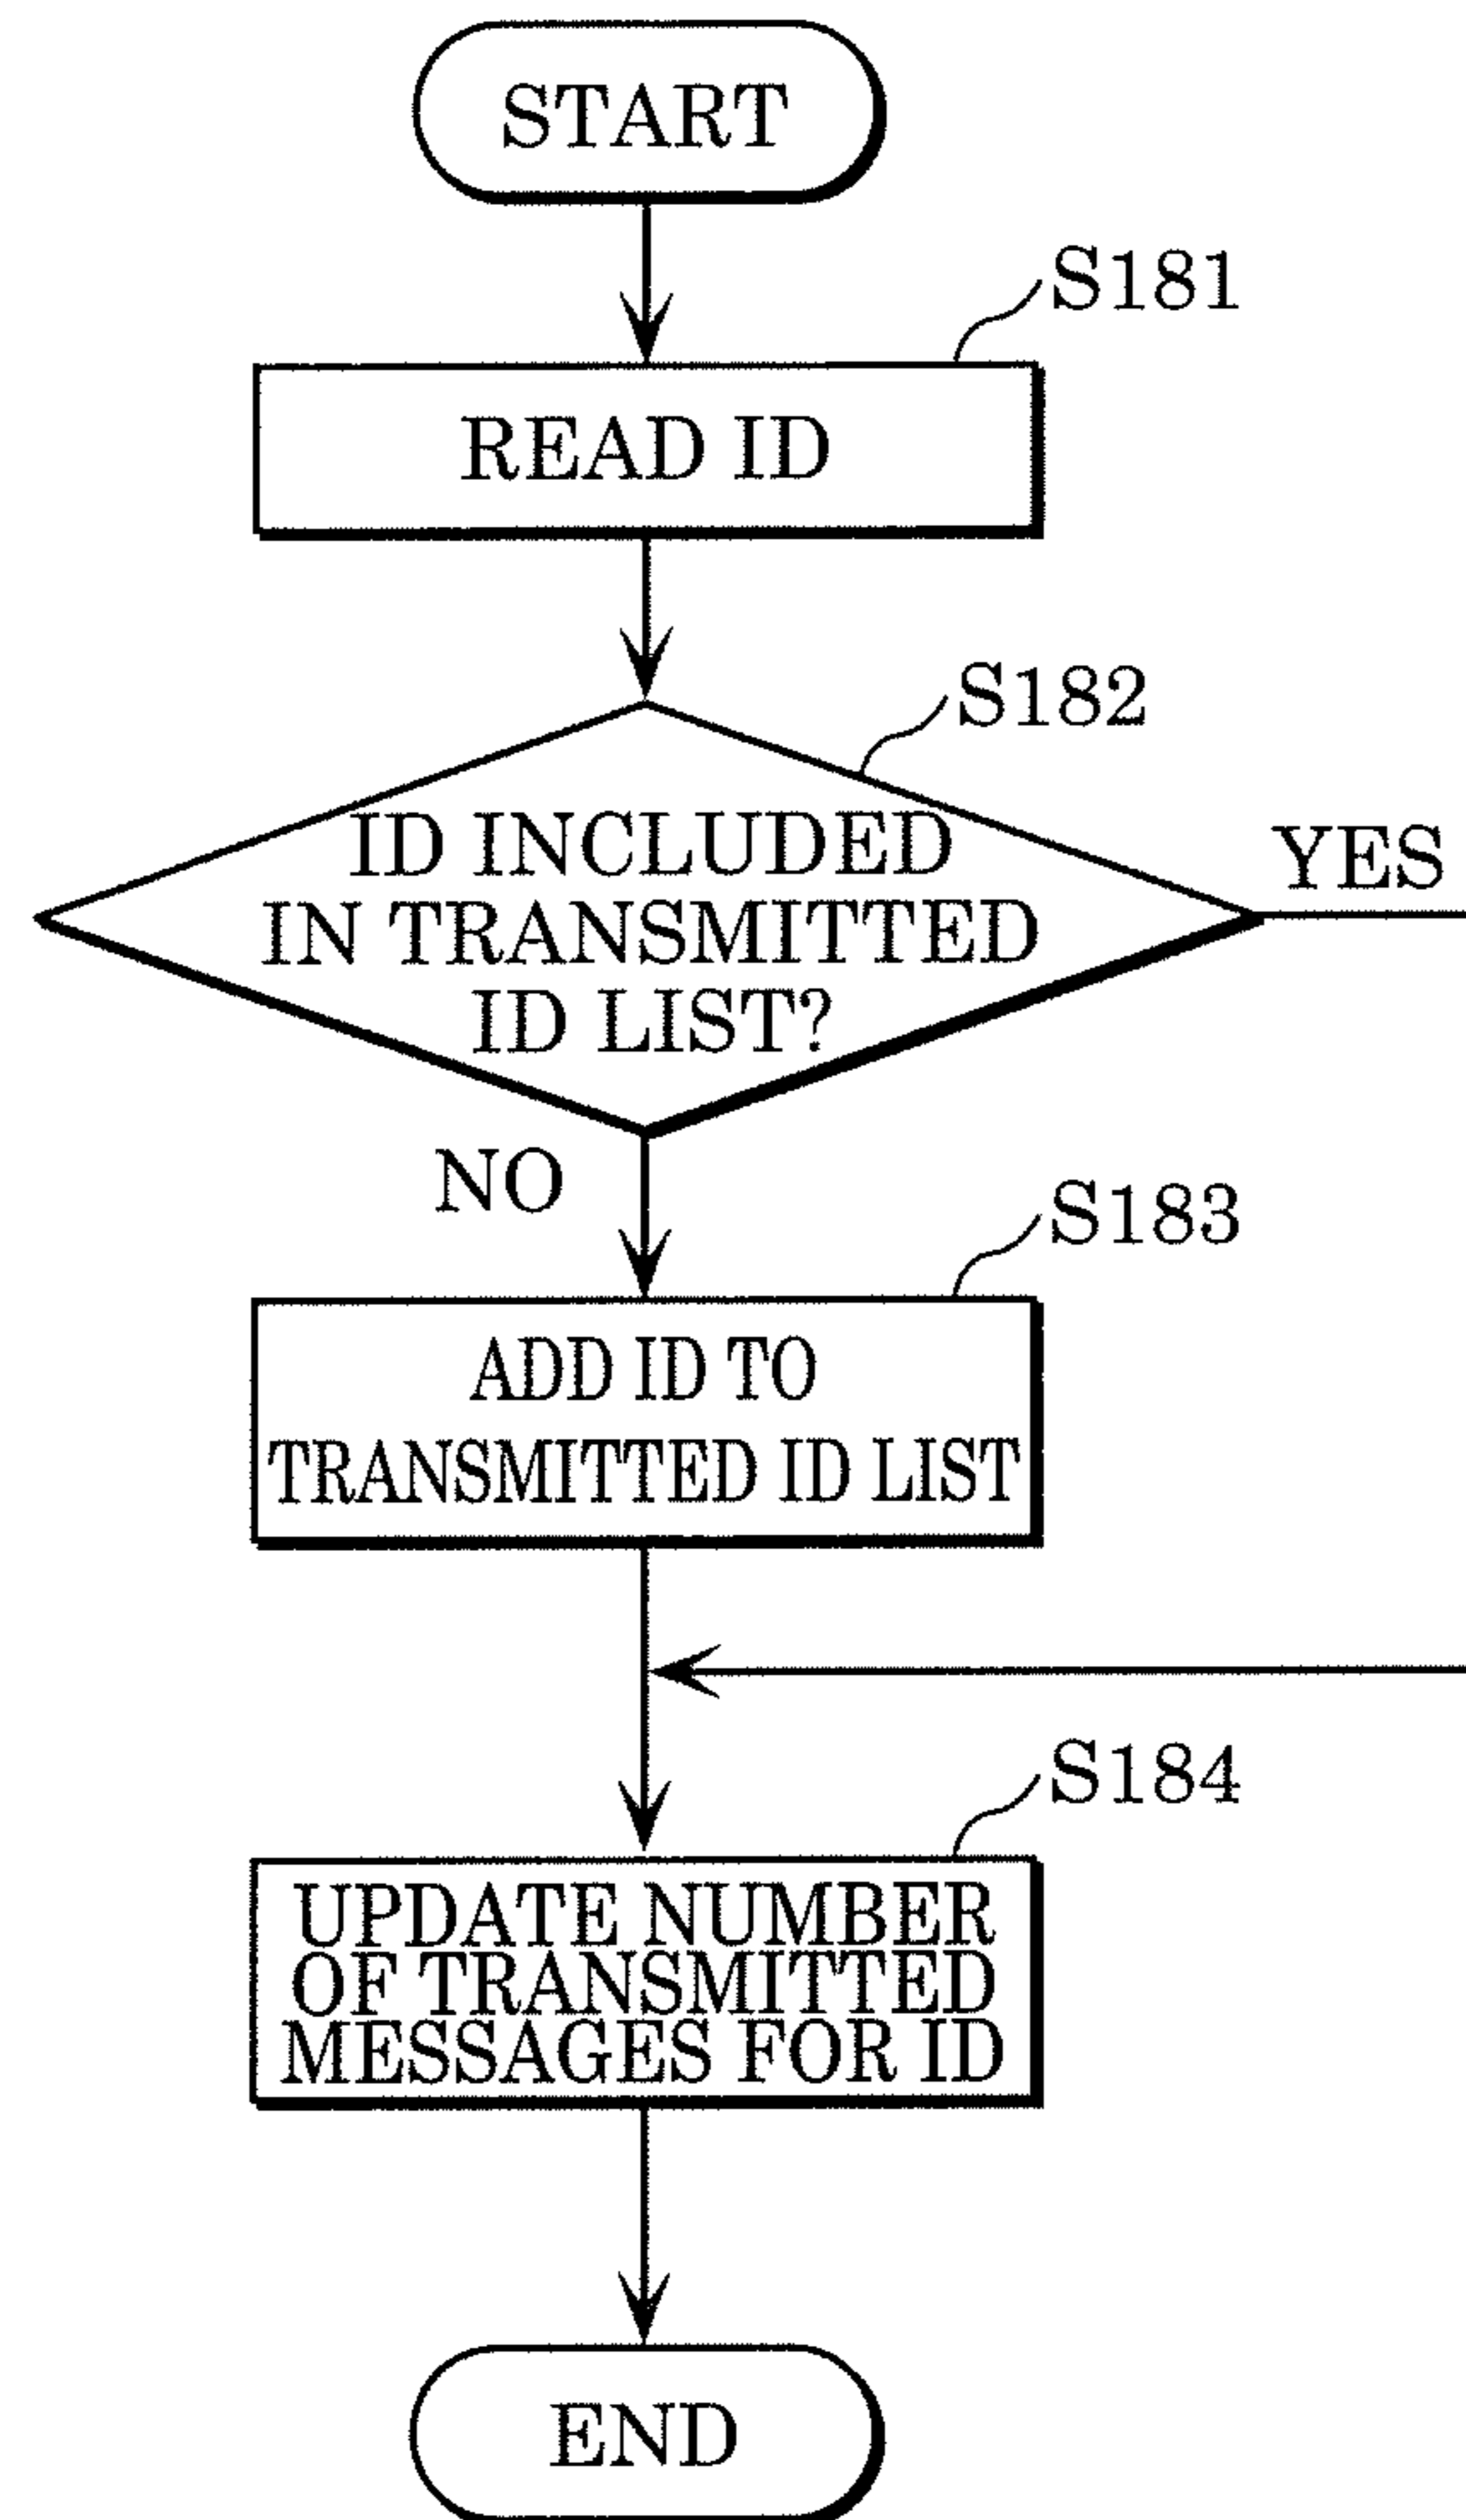 START
S181
READ ID
S182
ID INCLUDED
IN TRANSMITTED
ID LIST?
YES
NO
S183
ADD ID TO
TRANSMITTED ID LIST
S184
UPDATE NUMBER
OF TRANSMITTED
MESSAGES FOR ID
END